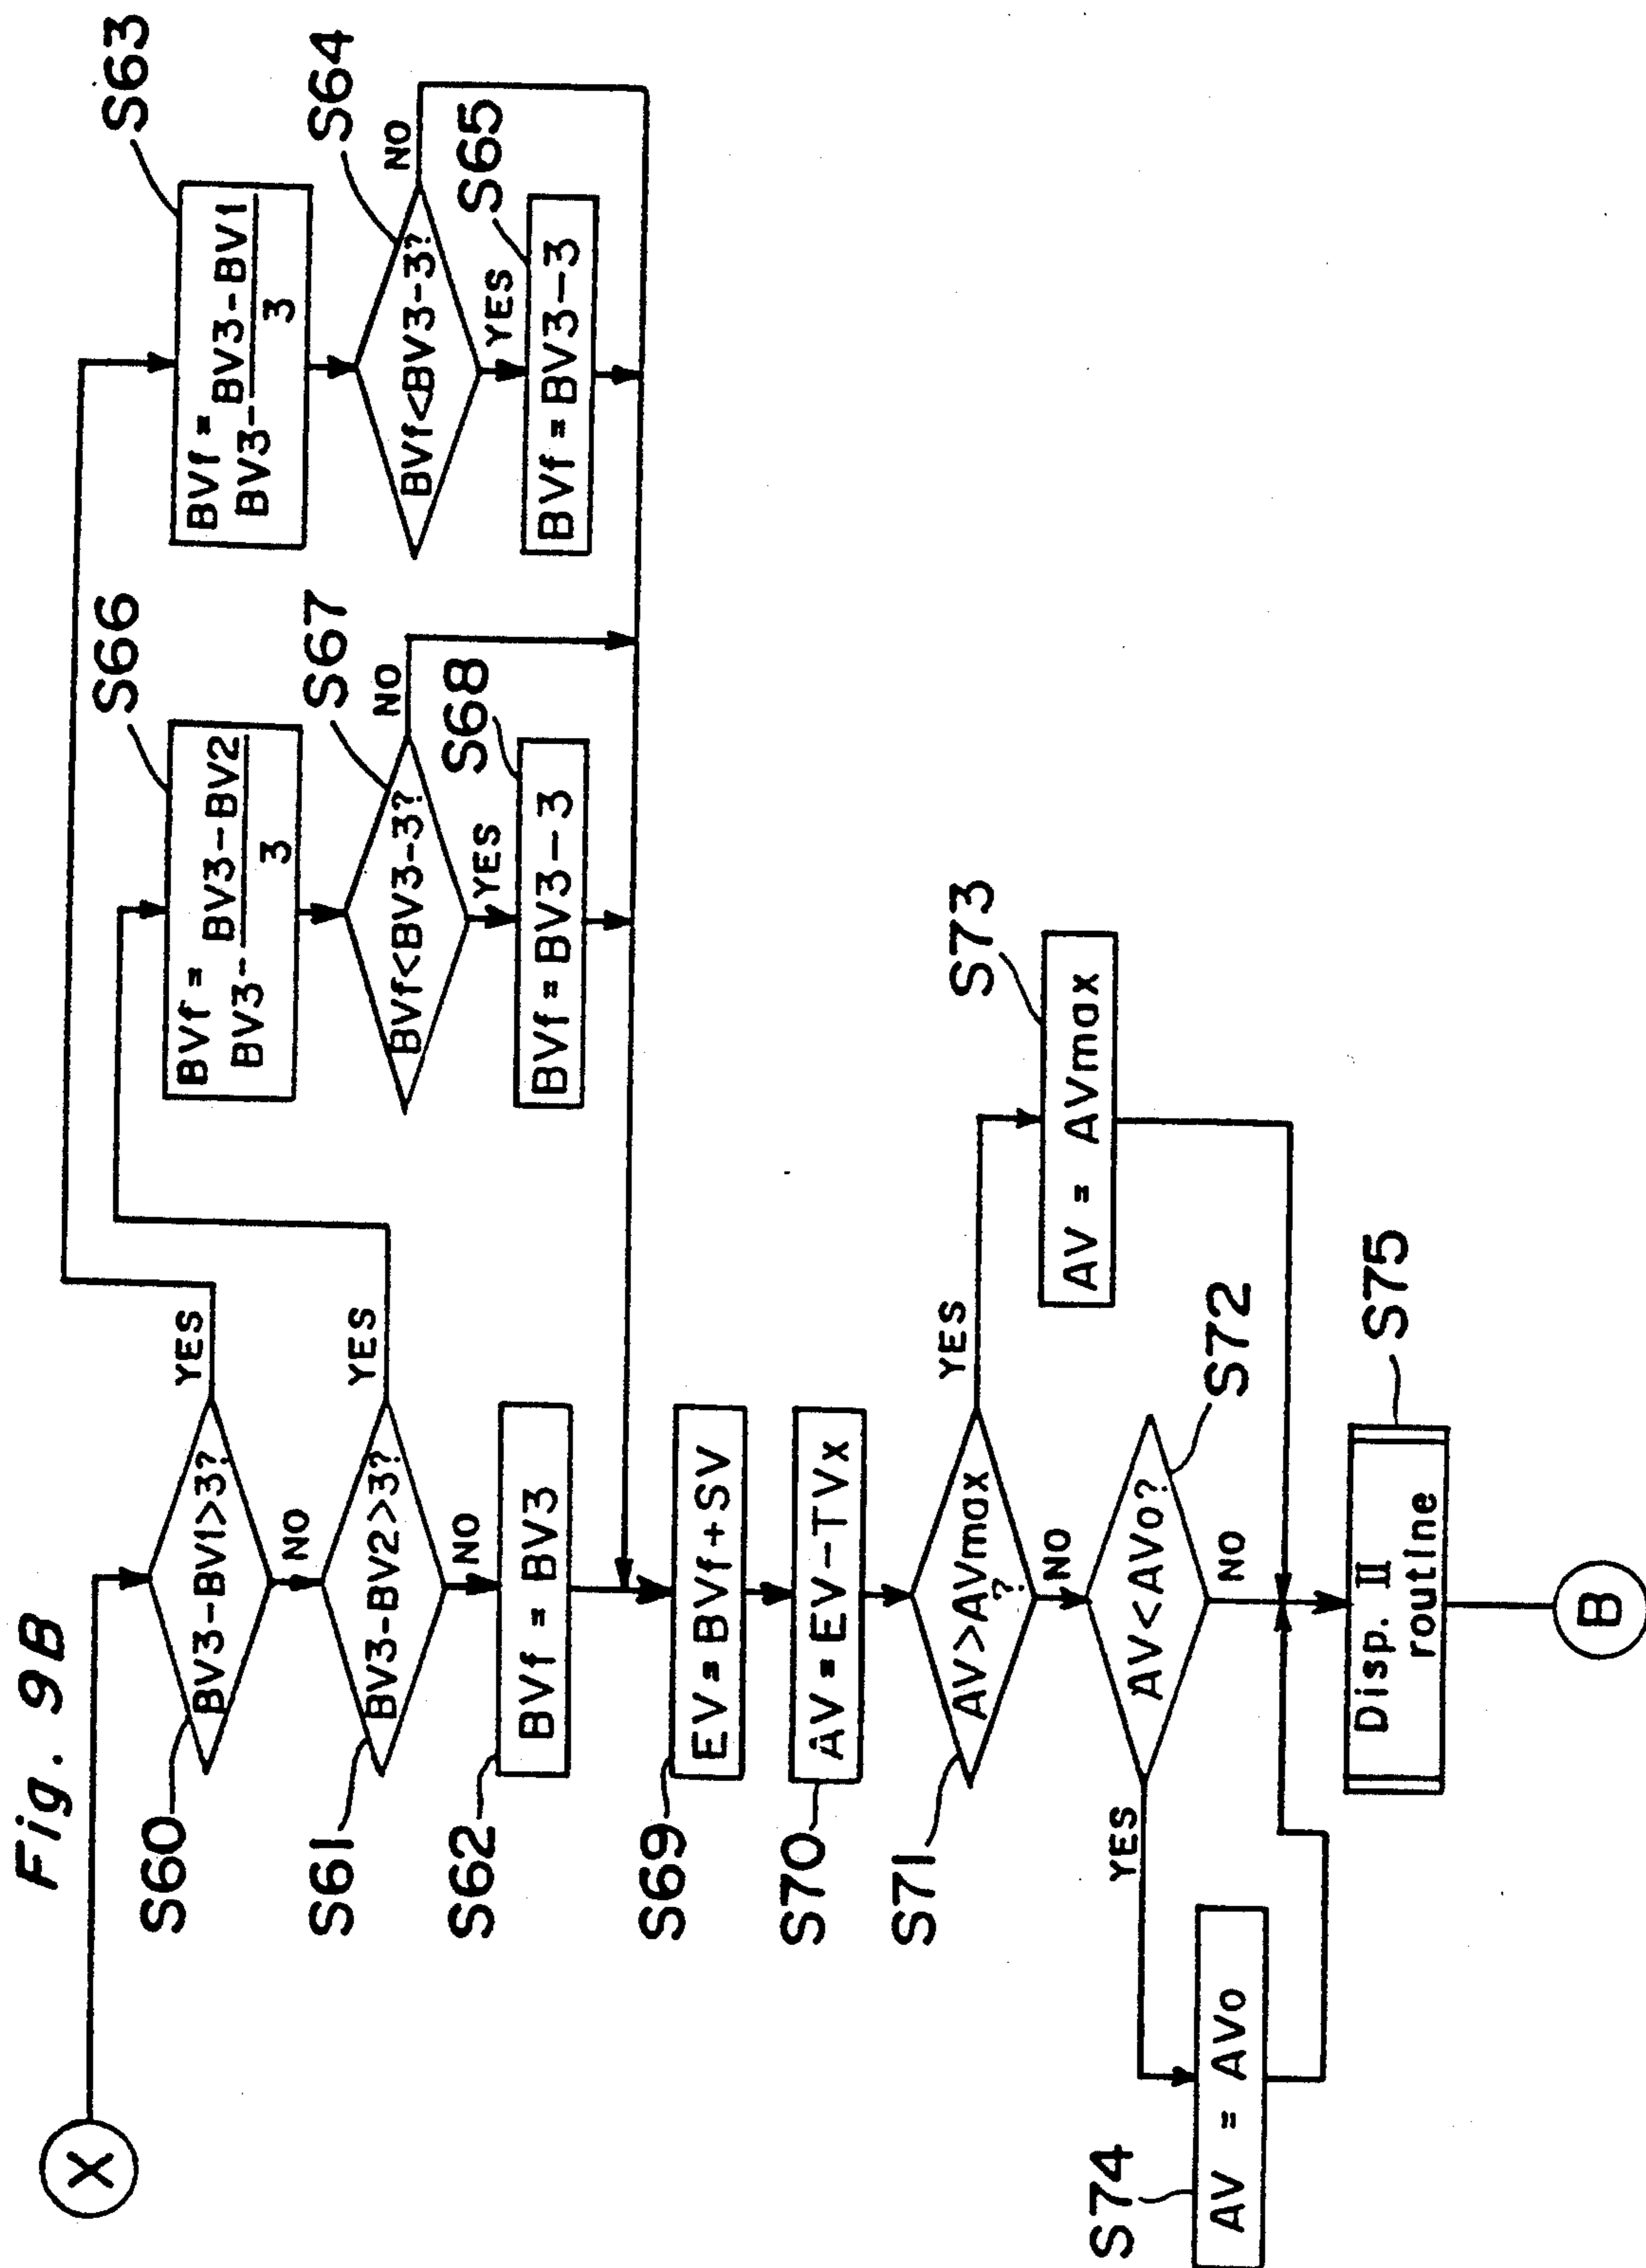 Fig. 9B
X
S60
BV3-BV1>3?
YES
NO
S61
BV3-BV2>3?
YES
NO
S62
BVf = BV3
S66
BVf =
BV3- BV3-BV2
3
S67
BVf<BV3-3?
NO
YES
S68
BVf = BV3-3
S63
BVf =
BV3- BV3-BV1
3
S64
BVf<BV3-3?
NO
YES
S65
BVf = BV3-3
S69
EV = BVf+SV
S70
AV = EV-TVx
S71
AV>AVmax
?
YES
NO
S73
AV = AVmax
S72
AV<AVo?
YES
NO
S74
AV = AVo
S75
Disp. II
routine
B